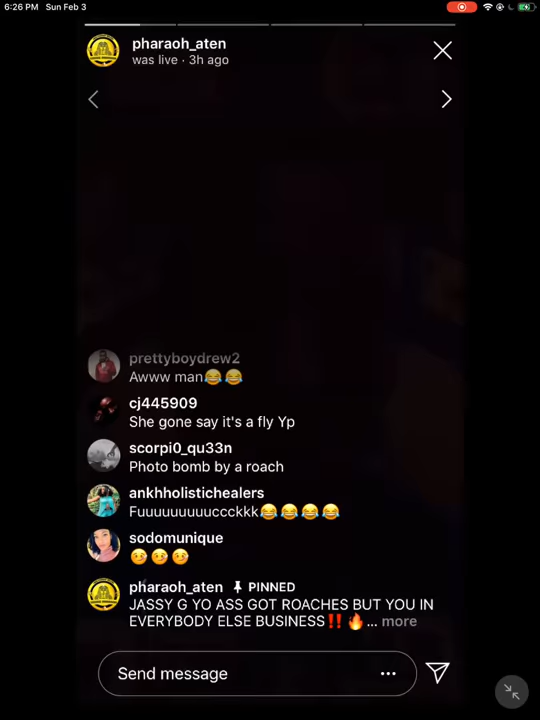 6:26 PM Sun Feb 3
pharaoh_aten
was live · 3h ago
prettyboydrew2
Awww man😂😂
cj445909
She gone say it's a fly Yp
scorpi0_qu33n
Photo bomb by a roach
ankhholistichealers
Fuuuuuuuuuccckkk😂😂😂😂
sodomunique
🤒🤒🤒
pharaoh_aten PINNED
JASSY G YO ASS GOT ROACHES BUT YOU IN
EVERYBODY ELSE BUSINESS‼️🔥... more
Send message